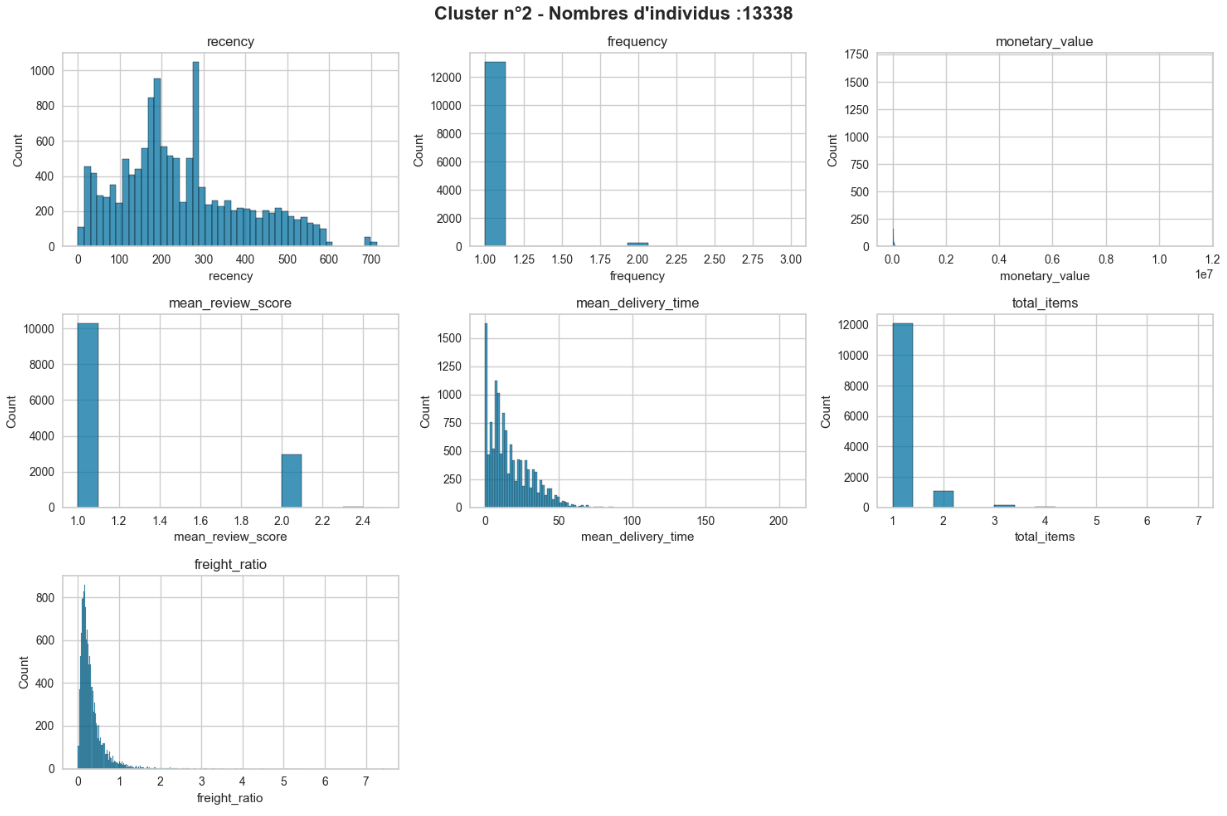 Cluster n°2 - Nombres d'individus :13338
recency
Count
1000
800
600
400
200
0
0 100 200 300 400 500 600 700
recency
frequency
Count
12000
10000
8000
6000
4000
2000
0
1.00 1.25 1.50 1.75 2.00 2.25 2.50 2.75 3.00
frequency
monetary_value
Count
1750
1500
1250
1000
750
500
250
0
0.0 0.2 0.4 0.6 0.8 1.0 1.2
1e7
monetary_value
mean_review_score
Count
10000
8000
6000
4000
2000
0
1.0 1.2 1.4 1.6 1.8 2.0 2.2 2.4
mean_review_score
mean_delivery_time
Count
1500
1250
1000
750
500
250
0
0 50 100 150 200
mean_delivery_time
total_items
Count
12000
10000
8000
6000
4000
2000
0
1 2 3 4 5 6 7
total_items
freight_ratio
Count
800
600
400
200
0
0 1 2 3 4 5 6 7
freight_ratio